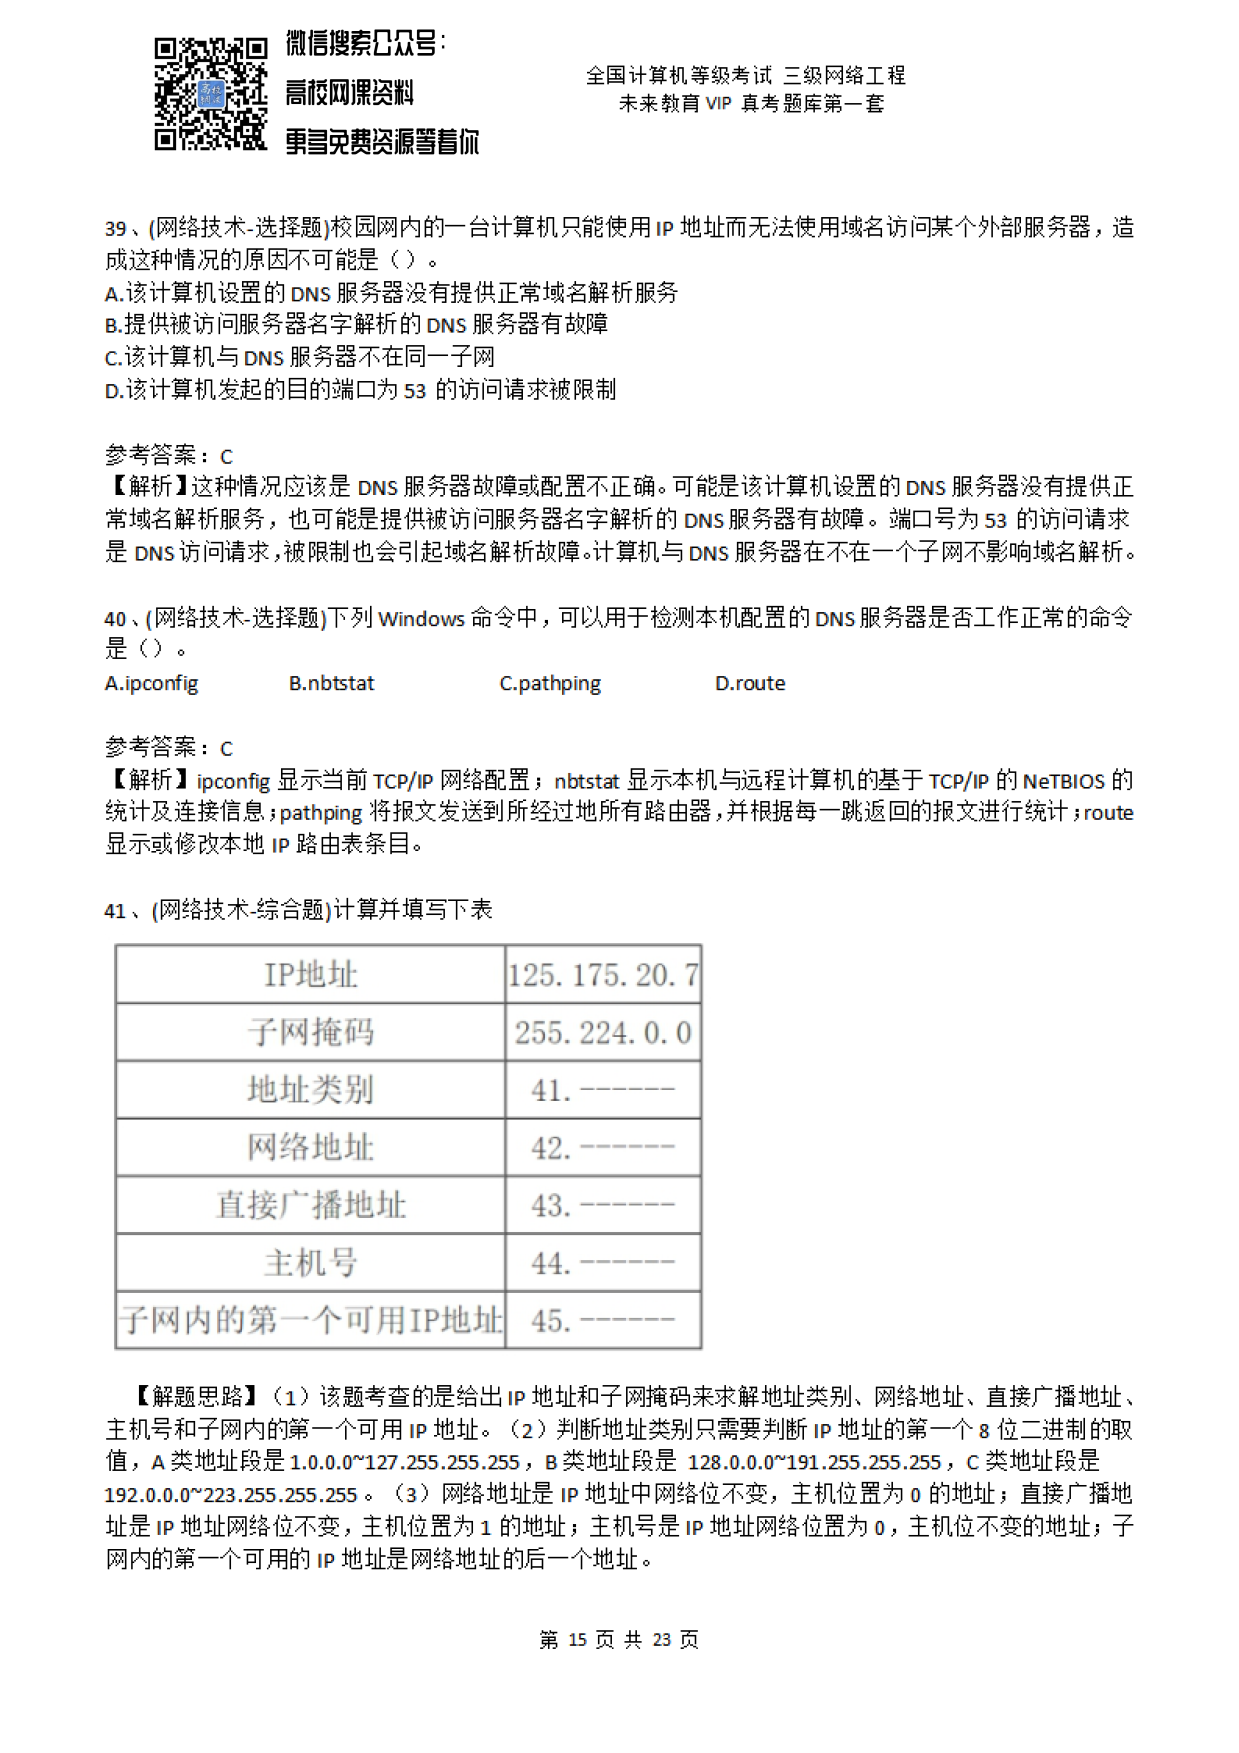 微信搜索公众号：
高校网课资料
更多免费资源等着你
全国计算机等级考试 三级网络工程
未来教育 VIP 真考题库第一套
39、(网络技术-选择题)校园网内的一台计算机只能使用 IP 地址而无法使用域名访问某个外部服务器，造
成这种情况的原因不可能是（）。
A.该计算机设置的 DNS 服务器没有提供正常域名解析服务
B.提供被访问服务器名字解析的 DNS 服务器有故障
C.该计算机与 DNS 服务器不在同一子网
D.该计算机发起的目的端口为 53 的访问请求被限制
参考答案：C
【解析】这种情况应该是 DNS 服务器故障或配置不正确。可能是该计算机设置的 DNS 服务器没有提供正
常域名解析服务，也可能是提供被访问服务器名字解析的 DNS 服务器有故障。端口号为 53 的访问请求
是 DNS 访问请求，被限制也会引起域名解析故障。计算机与 DNS 服务器在不在一个子网不影响域名解析。
40、(网络技术-选择题)下列 Windows 命令中，可以用于检测本机配置的 DNS 服务器是否工作正常的命令
是（）。
A.ipconfig B.nbtstat C.pathping D.route
参考答案：C
【解析】ipconfig 显示当前 TCP/IP 网络配置；nbtstat 显示本机与远程计算机的基于 TCP/IP 的 NeTBIOS 的
统计及连接信息；pathping 将报文发送到所经过地所有路由器，并根据每一跳返回的报文进行统计；route
显示或修改本地 IP 路由表条目。
41、(网络技术-综合题)计算并填写下表
IP地址 125.175.20.7
子网掩码 255.224.0.0
地址类别 41.------
网络地址 42.------
直接广播地址 43.------
主机号 44.------
子网内的第一个可用IP地址 45.------
【解题思路】（1）该题考查的是给出 IP 地址和子网掩码来求解地址类别、网络地址、直接广播地址、
主机号和子网内的第一个可用 IP 地址。（2）判断地址类别只需要判断 IP 地址的第一个 8 位二进制的取
值，A 类地址段是 1.0.0.0~127.255.255.255，B 类地址段是 128.0.0.0~191.255.255.255，C 类地址段是
192.0.0.0~223.255.255.255。（3）网络地址是 IP 地址中网络位不变，主机位置为 0 的地址；直接广播地
址是 IP 地址网络位不变，主机位置为 1 的地址；主机号是 IP 地址网络位置为 0，主机位不变的地址；子
网内的第一个可用的 IP 地址是网络地址的后一个地址。
第 15 页 共 23 页